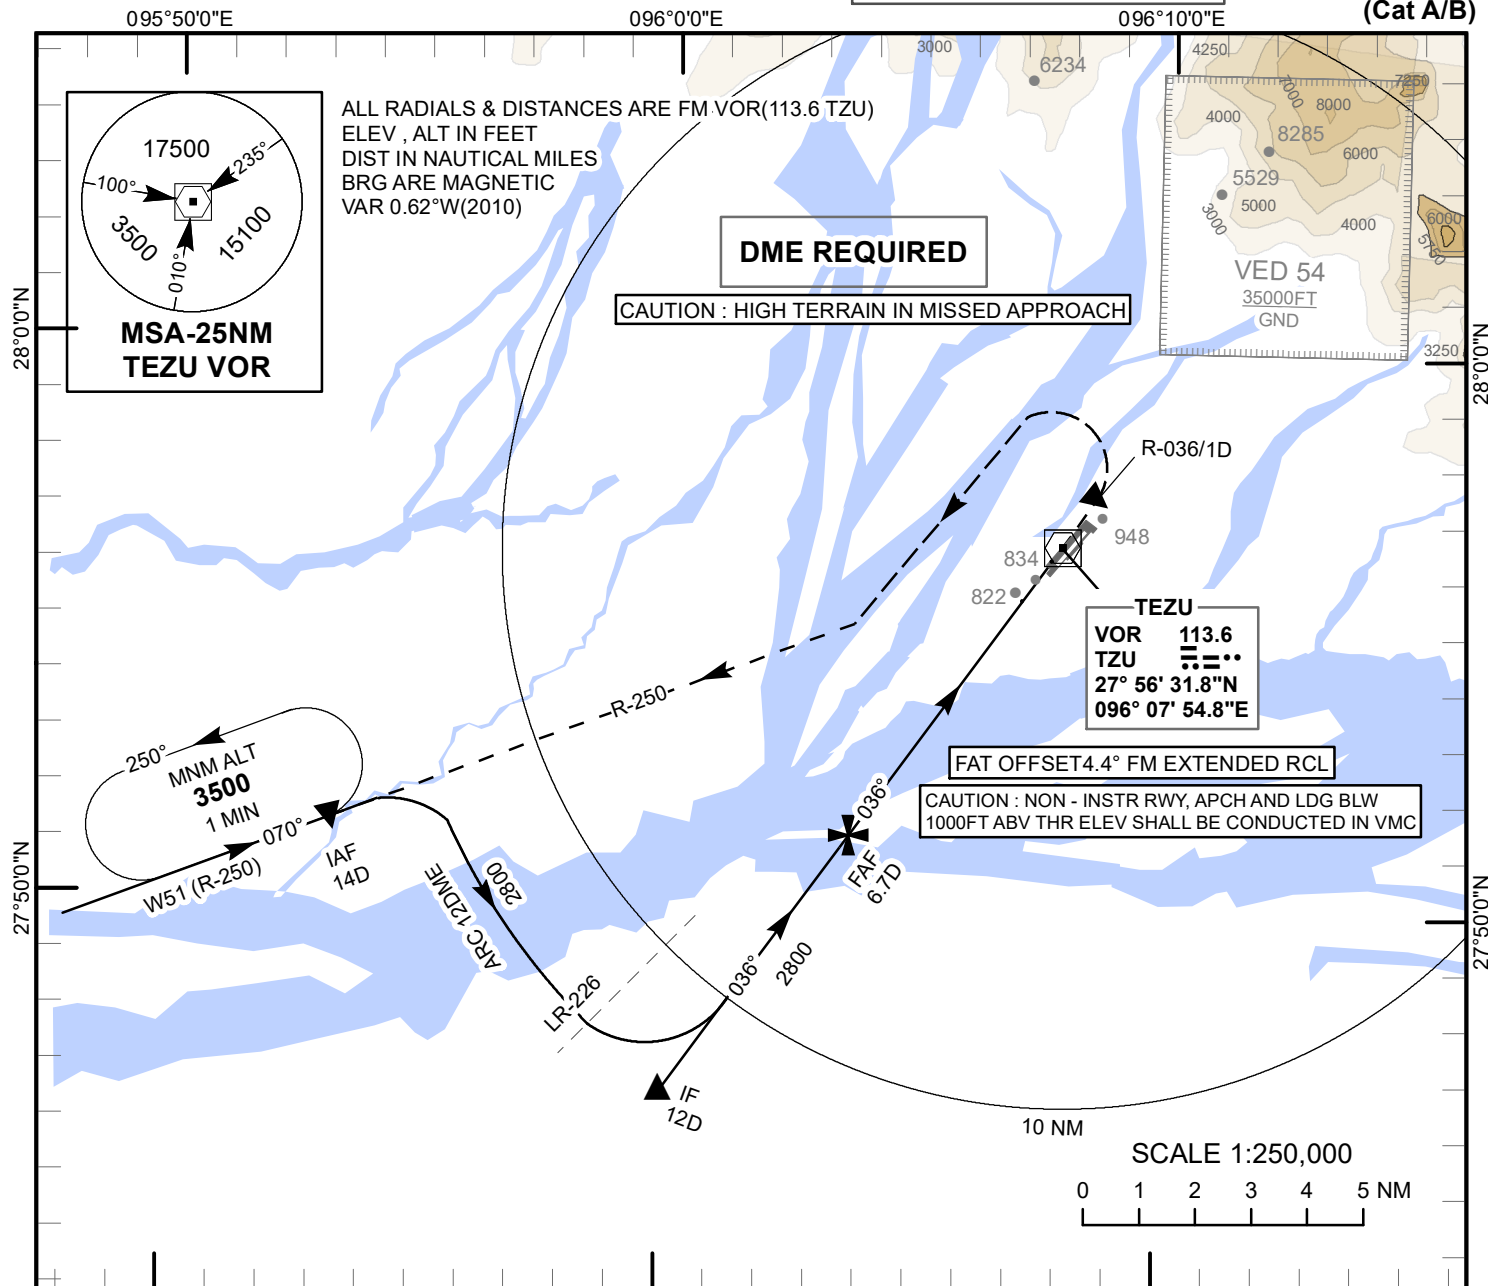 095°50'0"E
096°0'0"E
096°10'0"E
(Cat A/B)
17500
100°
235°
3500
15100
010°
MSA-25NM
TEZU VOR
ALL RADIALS & DISTANCES ARE FM VOR(113.6 TZU)
ELEV , ALT IN FEET
DIST IN NAUTICAL MILES
BRG ARE MAGNETIC
VAR 0.62°W(2010)
3000
6234
4250
7250
7000
8000
4000
8285
6000
5529
5000
3000
4000
6000
5750
VED 54
35000FT
GND
3250
DME REQUIRED
CAUTION : HIGH TERRAIN IN MISSED APPROACH
28°0'0"N
28°0'0"N
R-036/1D
948
834
822
TEZU
VOR 113.6
TZU
27° 56' 31.8"N
096° 07' 54.8"E
R-250
250°
MNM ALT
3500
1 MIN
070°
W51 (R-250)
IAF
14D
ARC 12DME
2800
LR-226
FAT OFFSET4.4° FM EXTENDED RCL
CAUTION : NON - INSTR RWY, APCH AND LDG BLW
1000FT ABV THR ELEV SHALL BE CONDUCTED IN VMC
036°
FAF
6.7D
036°
2800
IF
12D
27°50'0"N
27°50'0"N
10 NM
SCALE 1:250,000
0 1 2 3 4 5 NM